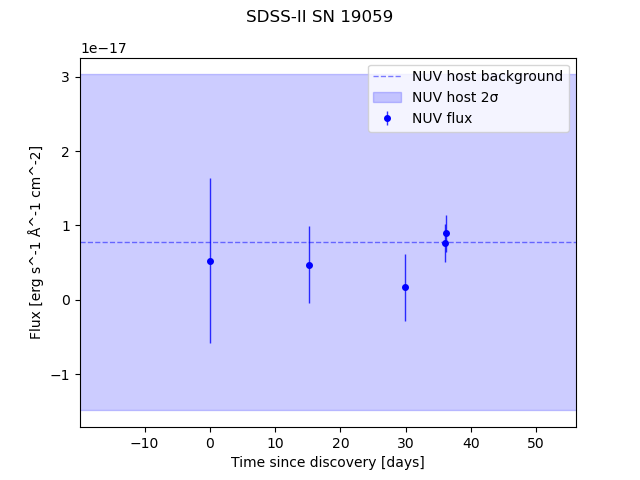 SDSS-II SN 19059
1e−17
NUV host background
NUV host 2σ
NUV flux
3
2
1
0
−1
Flux [erg s^-1 Å^-1 cm^-2]
−10 0 10 20 30 40 50
Time since discovery [days]